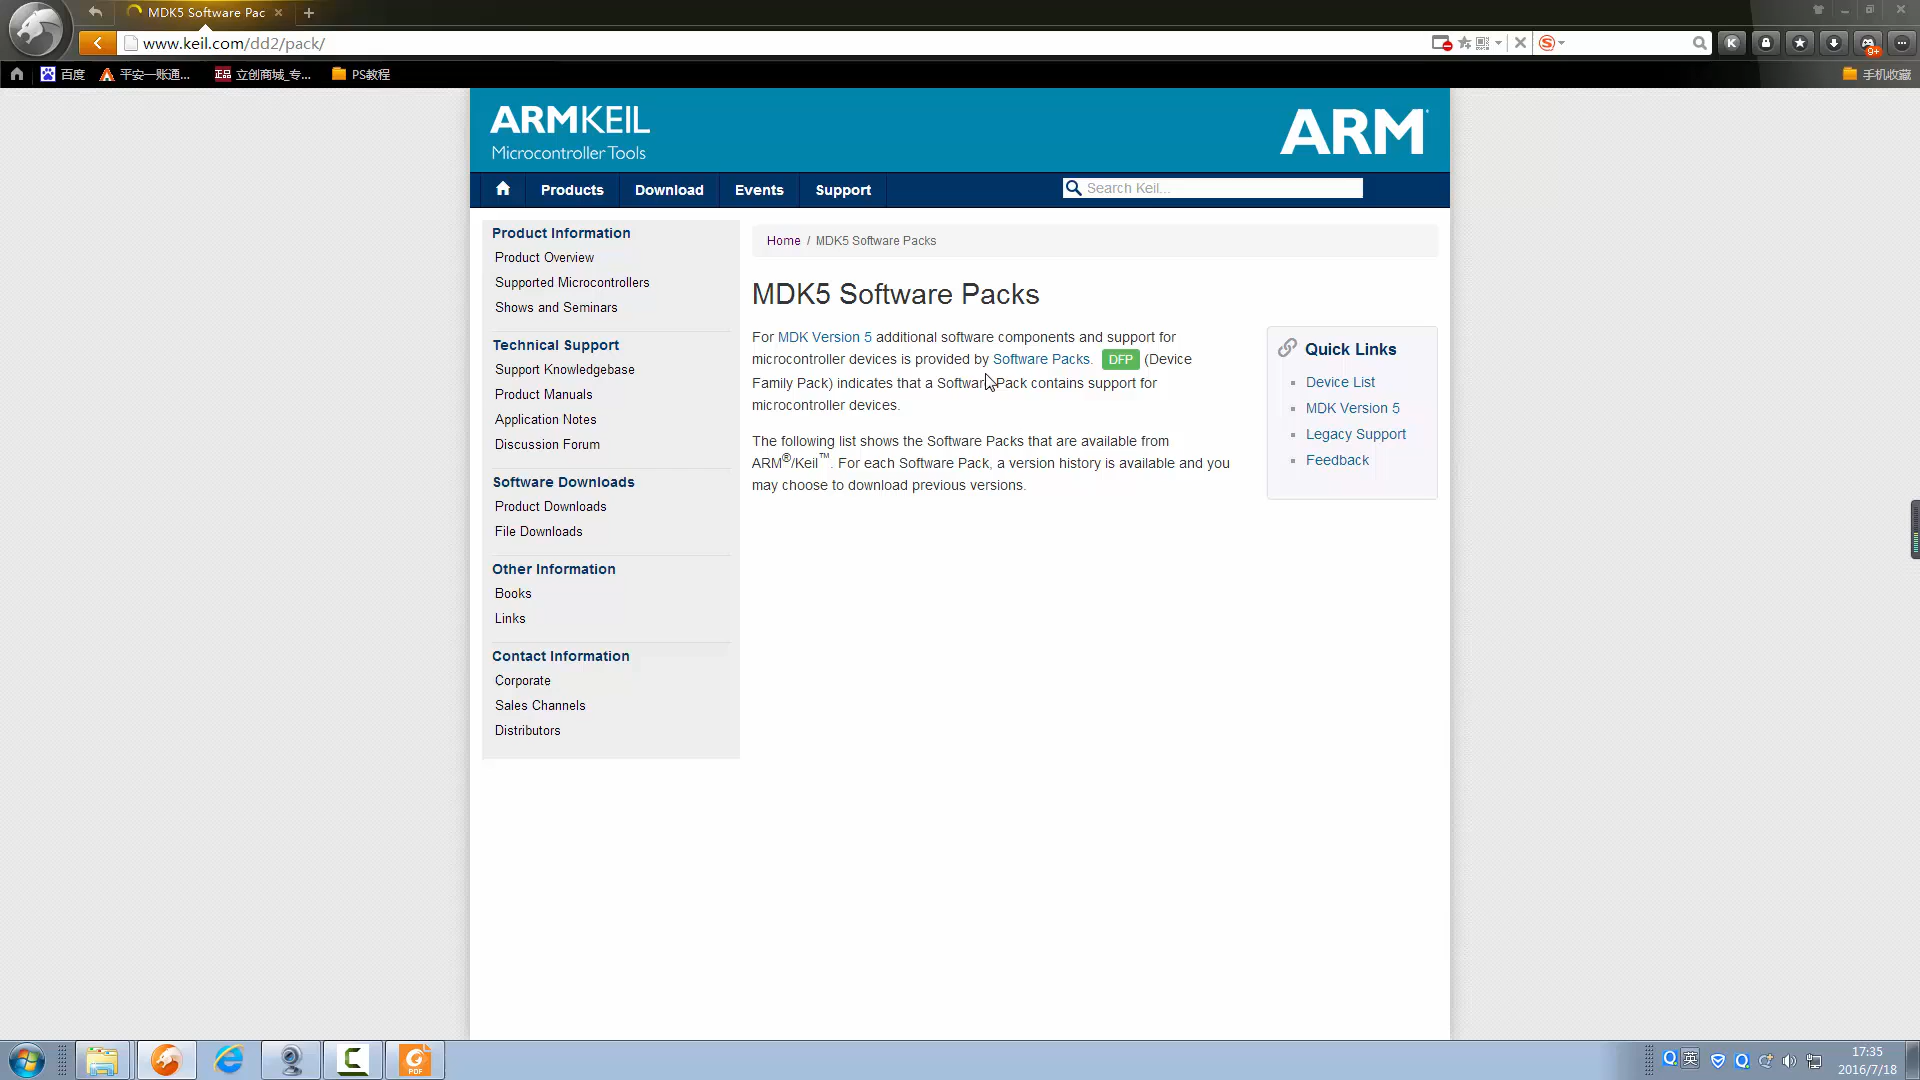 MDK5 Software Pac
www.keil.com/dd2/pack/
百度
平安一账通...
正品 立创商城_专...
PS教程
手机收藏
9+
ARMKEIL
Microcontroller Tools
ARM
Products
Download
Events
Support
Search Keil...
Product Information
Product Overview
Supported Microcontrollers
Shows and Seminars
Technical Support
Support Knowledgebase
Product Manuals
Application Notes
Discussion Forum
Software Downloads
Product Downloads
File Downloads
Other Information
Books
Links
Contact Information
Corporate
Sales Channels
Distributors
Home / MDK5 Software Packs
MDK5 Software Packs
For MDK Version 5 additional software components and support for
microcontroller devices is provided by Software Packs. DFP (Device
Family Pack) indicates that a Software Pack contains support for
microcontroller devices.
The following list shows the Software Packs that are available from
ARM®/Keil™. For each Software Pack, a version history is available and you
may choose to download previous versions.
Quick Links
Device List
MDK Version 5
Legacy Support
Feedback
PDF
英
17:35
2016/7/18